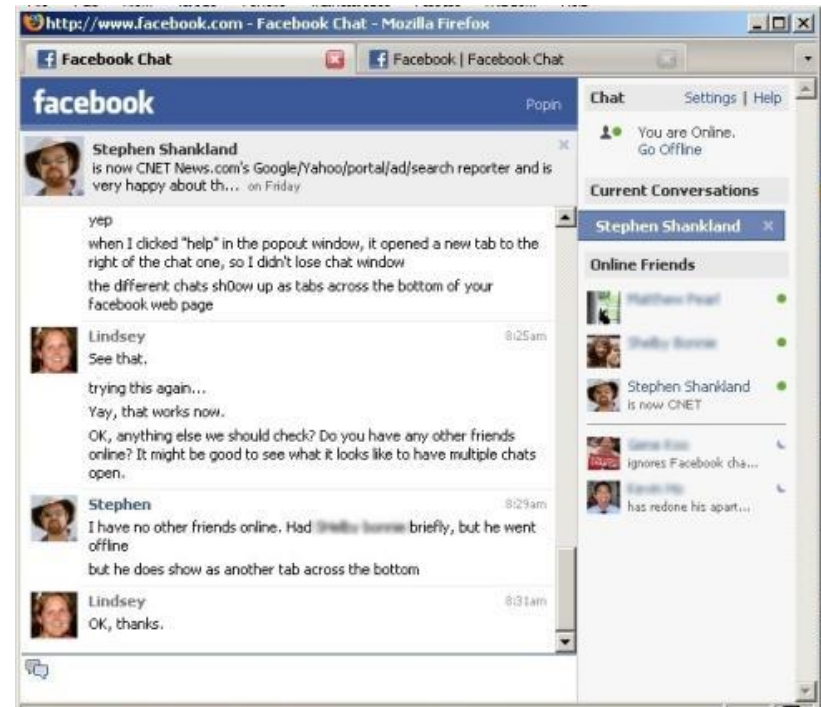 http://www.facebook.com - Facebook Chat - Mozilla Firefox
Facebook Chat
Facebook | Facebook Chat
facebook
Popin
Stephen Shankland
is now CNET News.com's Google/Yahoo/portal/ad/search reporter and is
very happy about th... on Friday
yep
when I clicked "help" in the popout window, it opened a new tab to the
right of the chat one, so I didn't lose chat window
the different chats sh0ow up as tabs across the bottom of your
facebook web page
Lindsey 8:25am
See that.
trying this again...
Yay, that works now.
OK, anything else we should check? Do you have any other friends
online? It might be good to see what it looks like to have multiple chats
open.
Stephen 8:29am
I have no other friends online. Had briefly, but he went
offline
but he does show as another tab across the bottom
Lindsey 8:31am
OK, thanks.
Chat Settings | Help
You are Online.
Go Offline
Current Conversations
Stephen Shankland
Online Friends
Stephen Shankland
is now CNET
ignores Facebook cha...
has redone his apart...